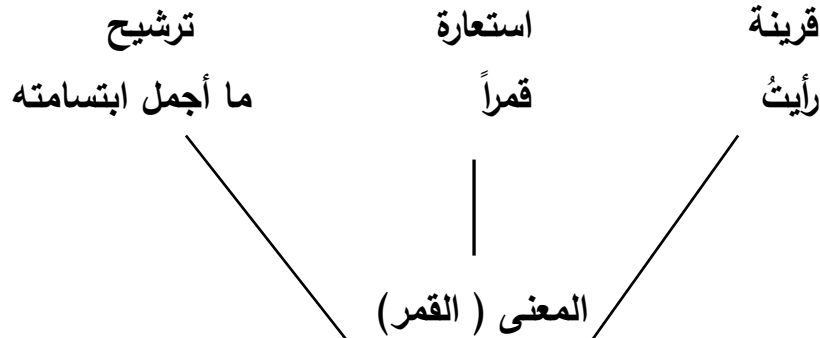 قرينة استعارة ترشيح
رأيتُ قمراً ما أجمل ابتسامته
المعنى ( القمر)